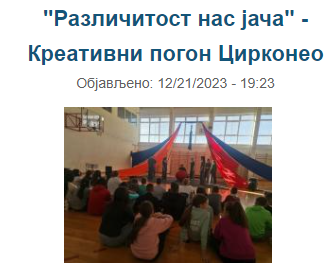 "Различитост нас јача" -
Креативни погон Цирконео
Објављено: 12/21/2023 - 19:23